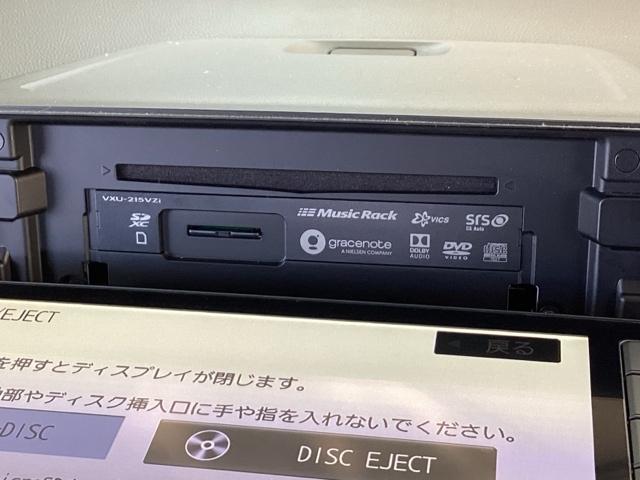 VXU-215VZi
SD XC
MusicRack
VICS
SRS
CS Auto
gracenote
A NIELSEN COMPANY
DOLBY
AUDIO
DVD
VIDEO
EJECT
戻る
を押すとディスプレイが閉じます。
部やディスク挿入口に手や指を入れないでください。
DISC
DISC EJECT